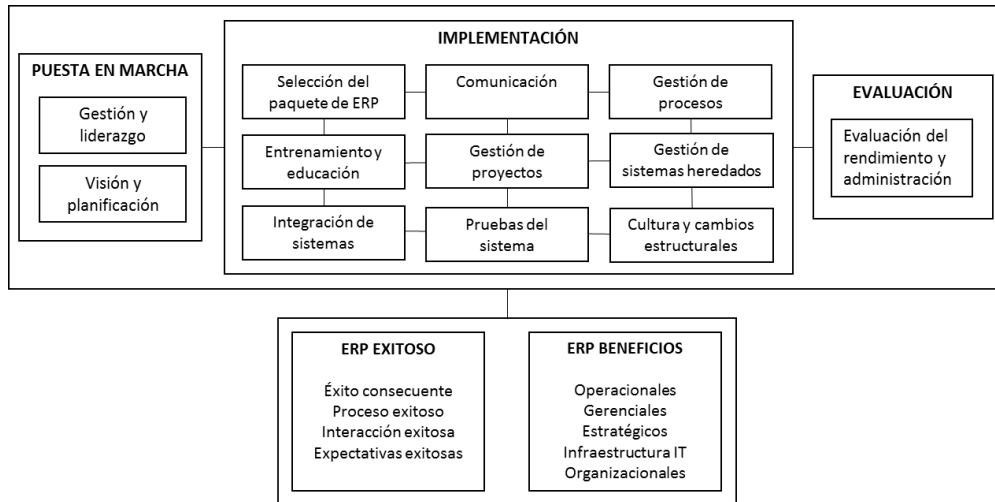 IMPLEMENTACIÓN
PUESTA EN MARCHA
Gestión y
liderazgo
Visión y
planificación
Selección del
paquete de ERP
Comunicación
Gestión de
procesos
Entrenamiento y
educación
Gestión de
proyectos
Gestión de
sistemas heredados
Integración de
sistemas
Pruebas del
sistema
Cultura y cambios
estructurales
EVALUACIÓN
Evaluación del
rendimiento y
administración
ERP EXITOSO
Éxito consecuente
Proceso exitoso
Interacción exitosa
Expectativas exitosas
ERP BENEFICIOS
Operacionales
Gerenciales
Estratégicos
Infraestructura IT
Organizacionales